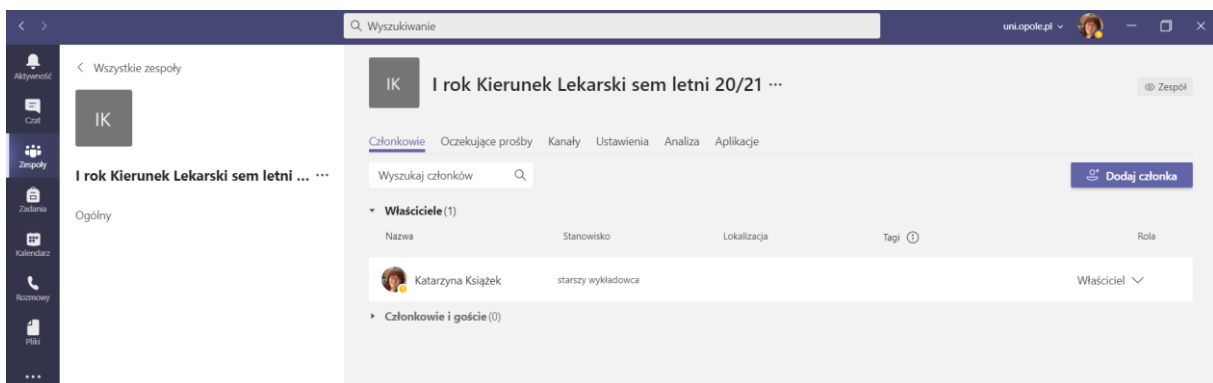 Wyszukiwanie
uni.opole.pl
Aktywność
Czat
Zespoły
Zadania
Kalendarz
Rozmowy
Pliki
Wszystkie zespoły
IK
I rok Kierunek Lekarski sem letni ... ···
Ogólny
IK
I rok Kierunek Lekarski sem letni 20/21 ···
Zespół
Członkowie Oczekujące prośby Kanały Ustawienia Analiza Aplikacje
Wyszukaj członków
Dodaj członka
Właściciele (1)
Nazwa Stanowisko Lokalizacja Tagi Rola
Katarzyna Książek starszy wykładowca Właściciel
Członkowie i goście (0)